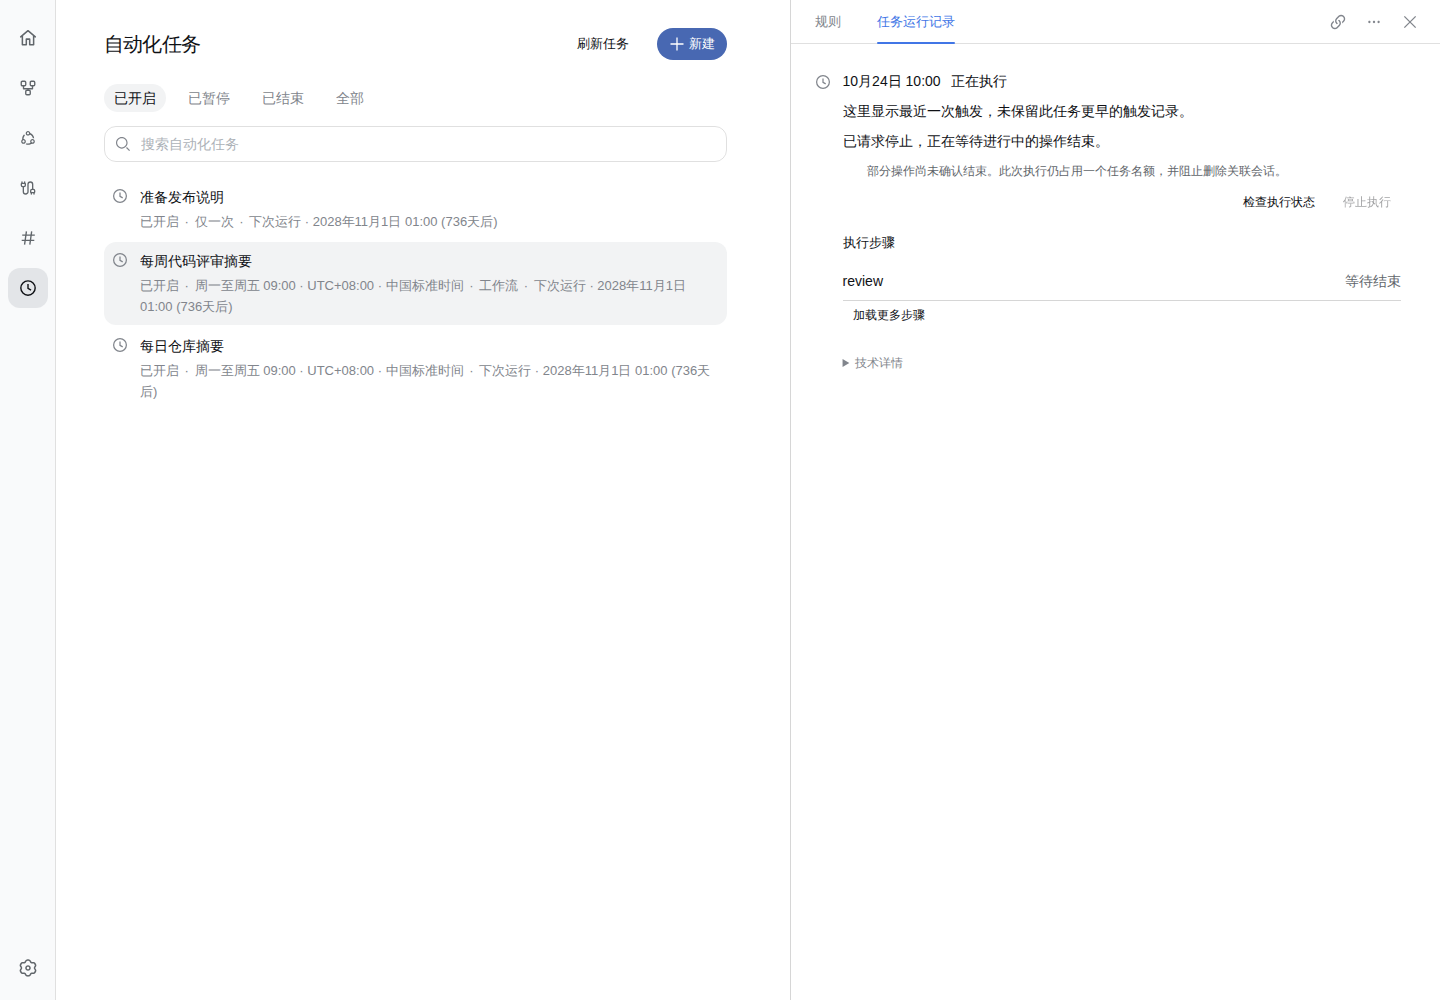 自动化任务
刷新任务
新建
已开启
已暂停
已结束
全部
搜索自动化任务
准备发布说明
已开启 · 仅一次 · 下次运行 · 2028年11月1日 01:00 (736天后)
每周代码评审摘要
已开启 · 周一至周五 09:00 · UTC+08:00 · 中国标准时间 · 工作流 · 下次运行 · 2028年11月1日
01:00 (736天后)
每日仓库摘要
已开启 · 周一至周五 09:00 · UTC+08:00 · 中国标准时间 · 下次运行 · 2028年11月1日 01:00 (736天
后)
规则
任务运行记录
10月24日 10:00 正在执行
这里显示最近一次触发，未保留此任务更早的触发记录。
已请求停止，正在等待进行中的操作结束。
部分操作尚未确认结束。此次执行仍占用一个任务名额，并阻止删除关联会话。
检查执行状态
停止执行
执行步骤
review
等待结束
加载更多步骤
技术详情